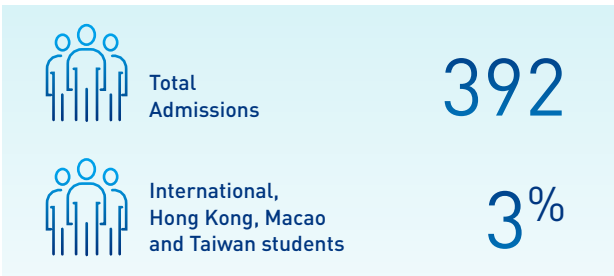 Total
Admissions
392
International,
Hong Kong, Macao
and Taiwan students
3%